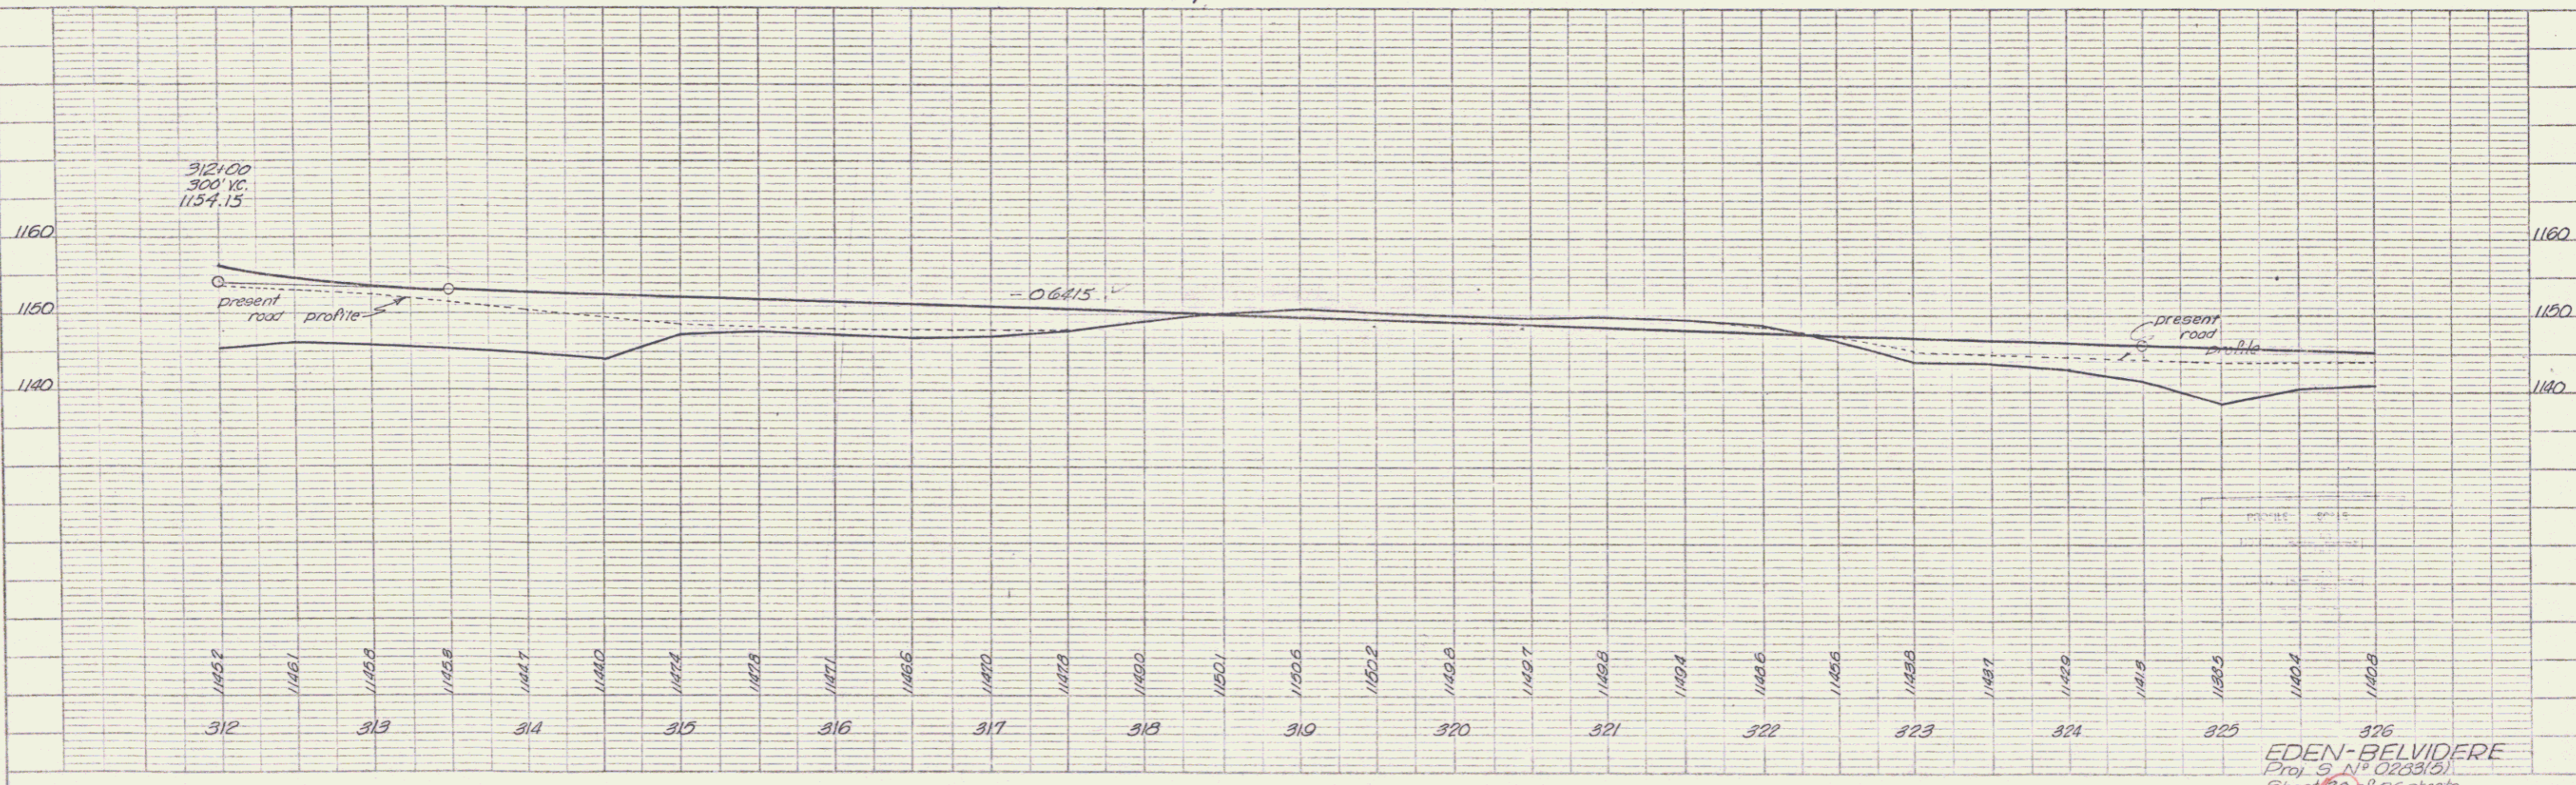 312+00
300' V.C.
1154.15
1160
1160
present
road profile
-0.6415
1150
1150
present
road
profile
1140
1140
PROFILE SCALE
1145.2 1146.1 1145.8 1145.8 1144.7 1144.0 1147.4 1147.8 1147.1 1146.6 1147.0 1147.8 1149.0 1150.1 1150.6 1150.2 1149.8 1149.7 1149.8 1149.4 1148.6 1145.6 1143.8 1143.7 1142.9 1141.5 1138.5 1140.4 1140.8
312 313 314 315 316 317 318 319 320 321 322 323 324 325 326
EDEN-BELVIDERE
Proj S Nº 0283(5)